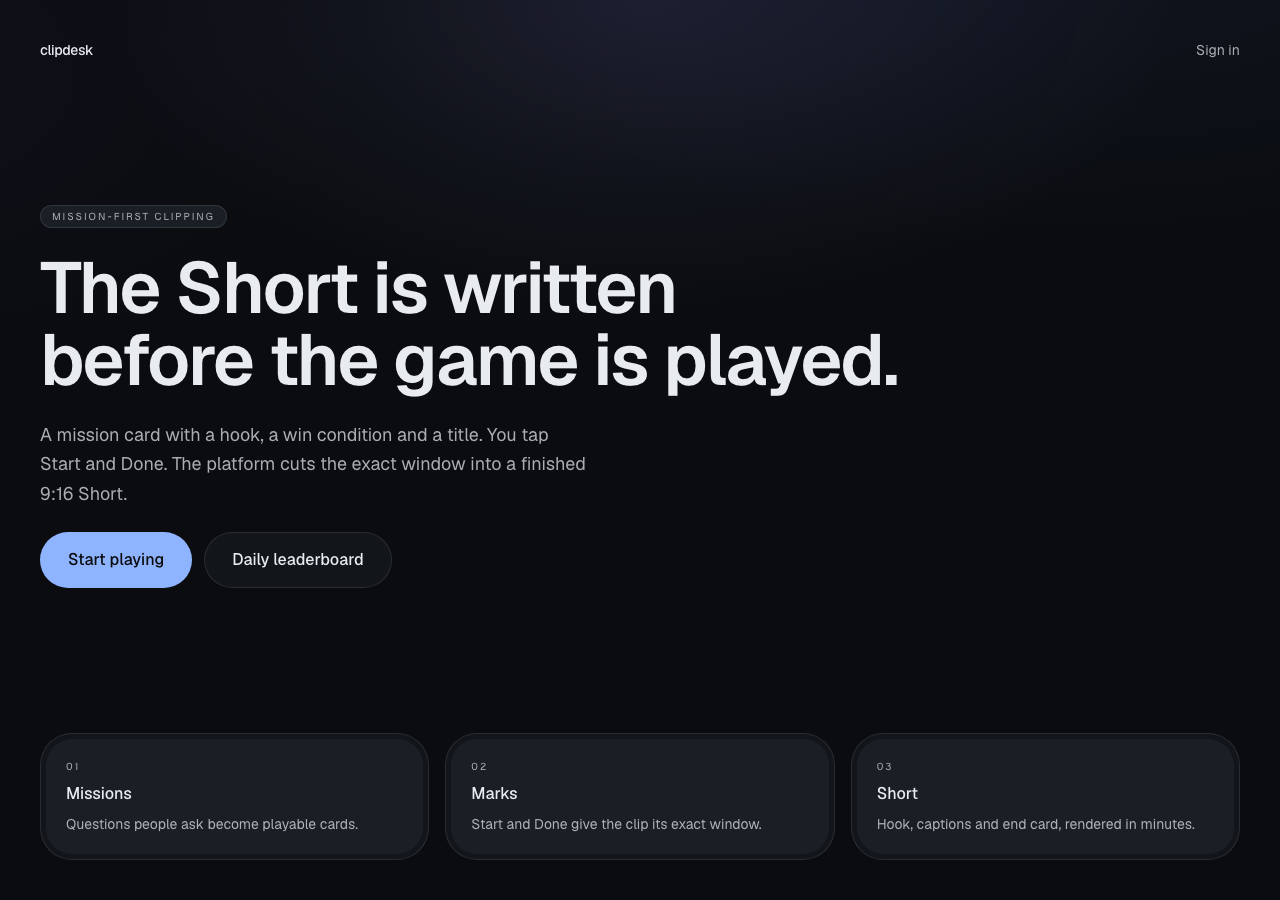 clipdesk
Sign in
MISSION-FIRST CLIPPING
The Short is written
before the game is played.
A mission card with a hook, a win condition and a title. You tap
Start and Done. The platform cuts the exact window into a finished
9:16 Short.
Start playing
Daily leaderboard
01
Missions
Questions people ask become playable cards.
02
Marks
Start and Done give the clip its exact window.
03
Short
Hook, captions and end card, rendered in minutes.